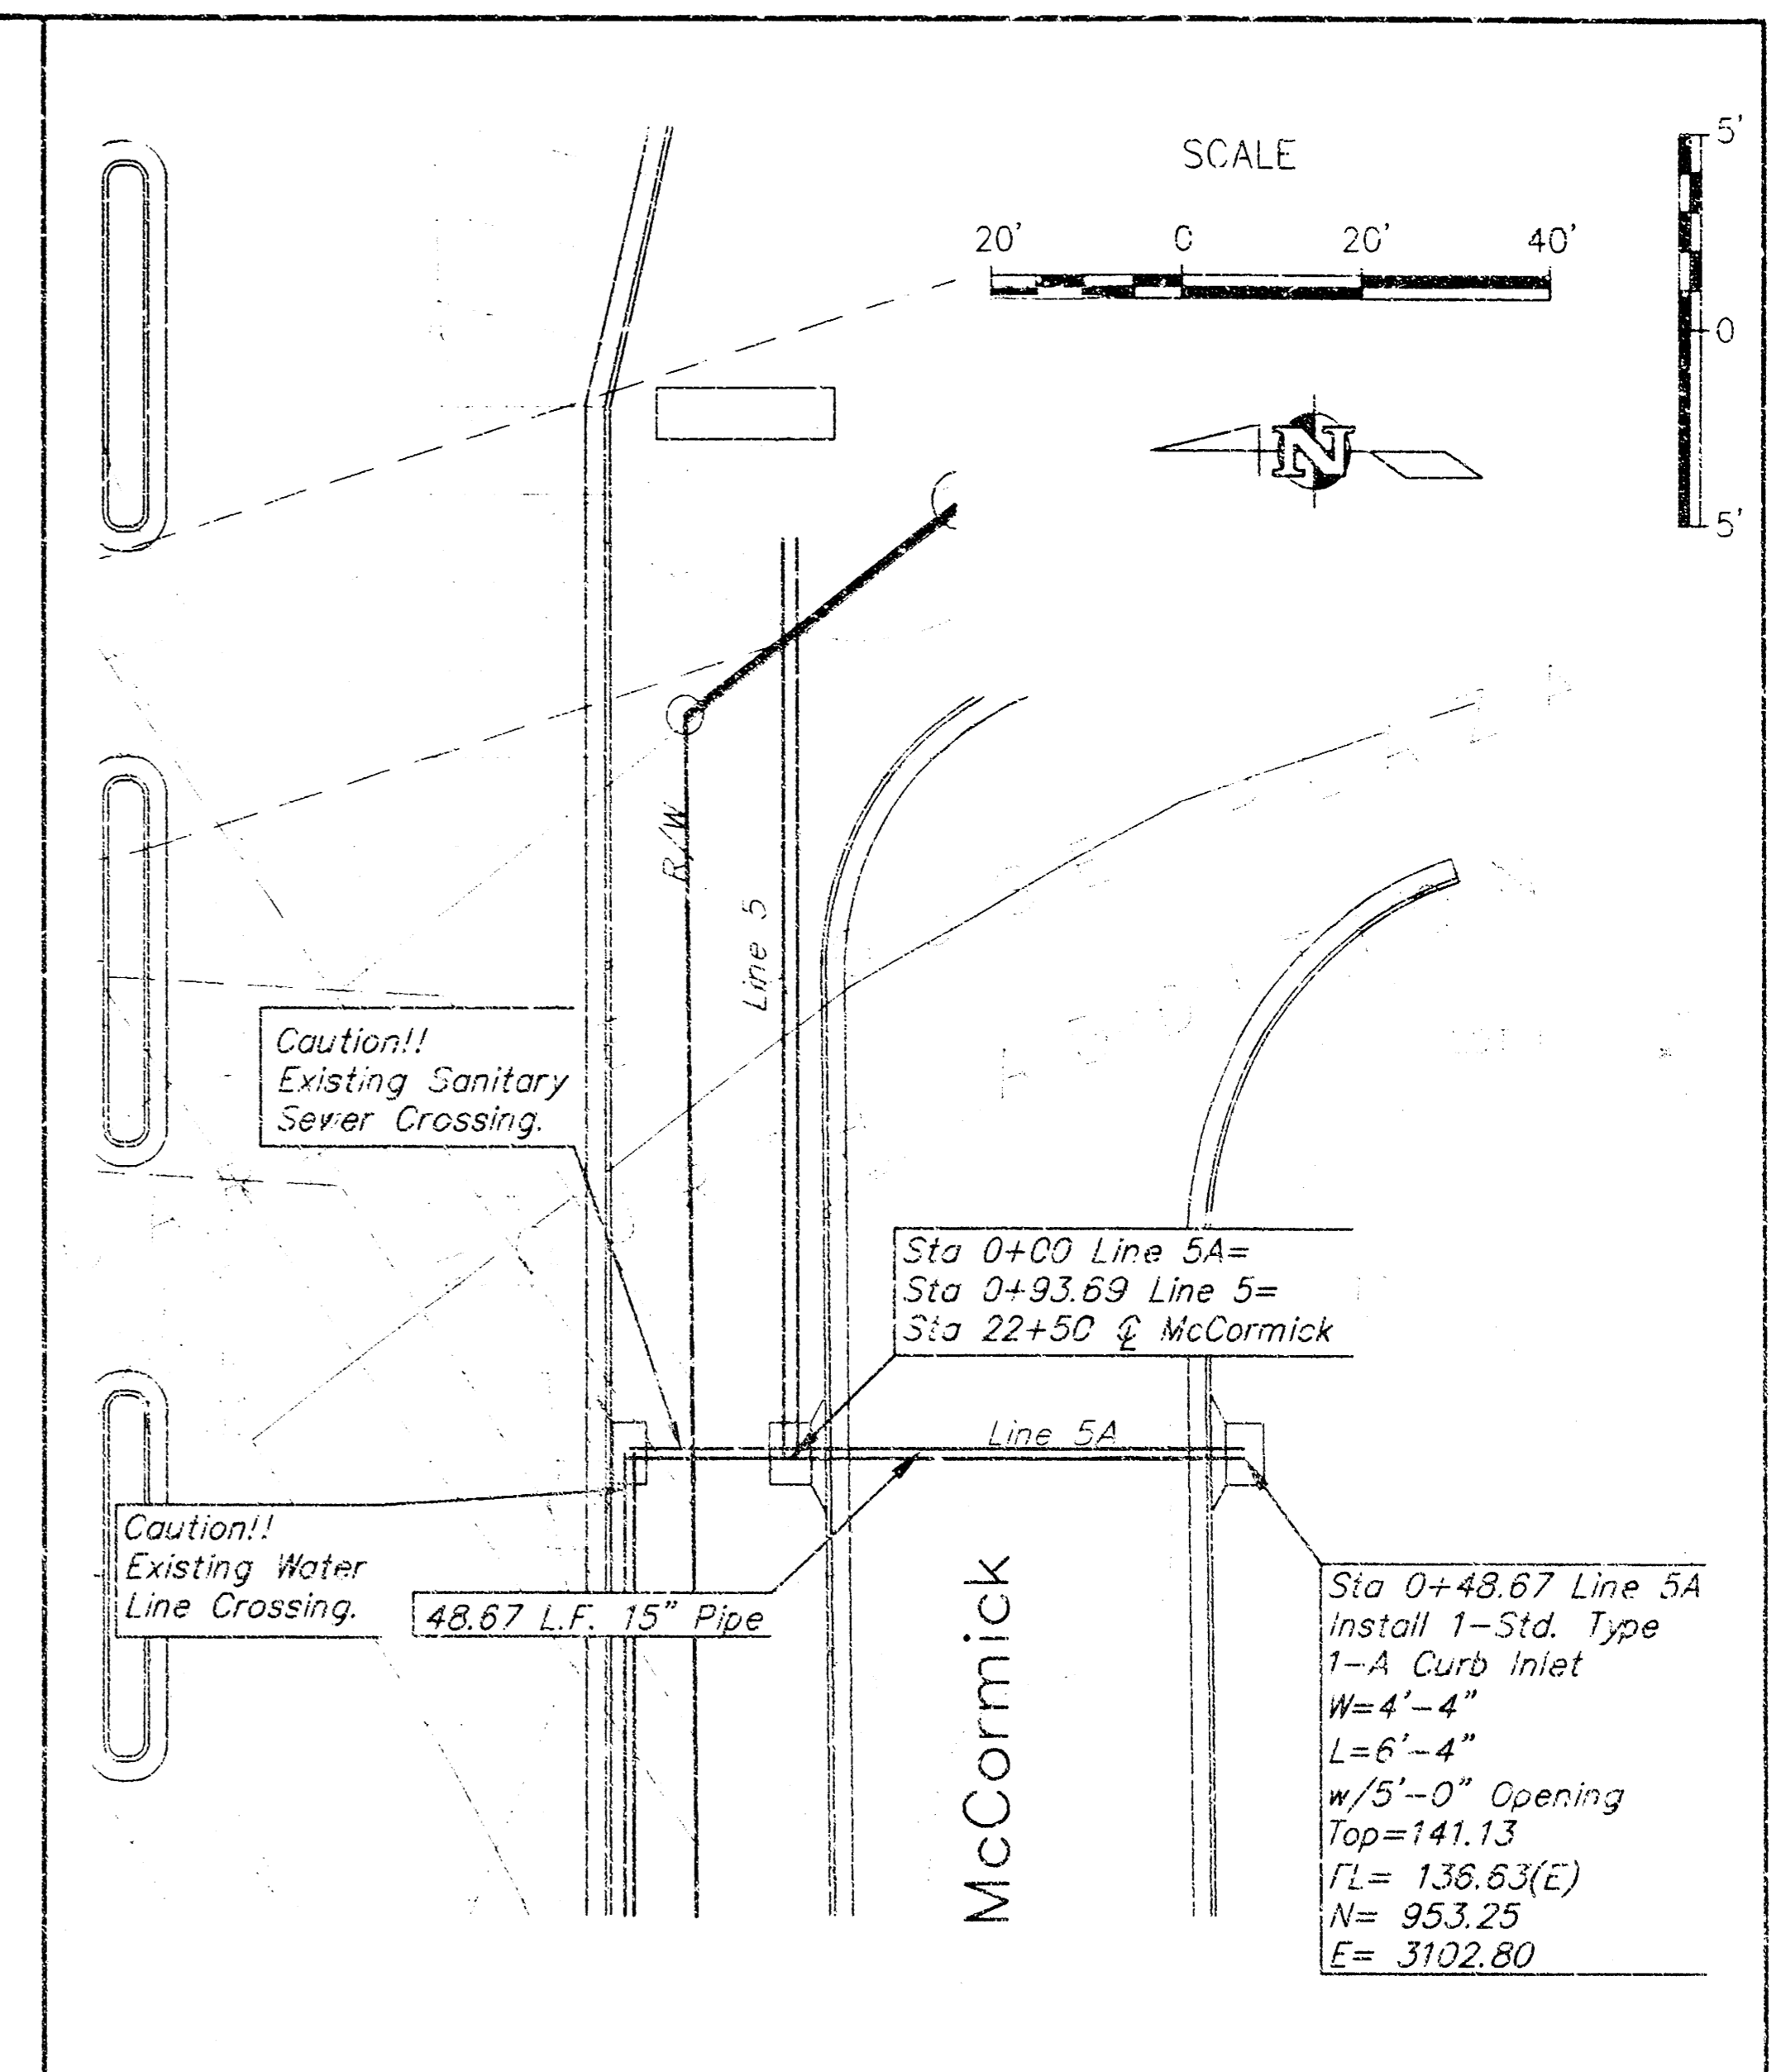 SCALE
20' 0 20' 40'
5'
0
5'
N
R/W
Line 5
Caution!!
Existing Sanitary
Sewer Crossing.
Sta 0+00 Line 5A=
Sta 0+93.69 Line 5=
Sta 22+50 ℄ McCormick
Line 5A
Caution!!
Existing Water
Line Crossing.
48.67 L.F. 15" Pipe
McCormick
Sta 0+48.67 Line 5A
Install 1-Std. Type
1-A Curb Inlet
W=4'-4"
L=6'-4"
w/5'-0" Opening
Top=141.13
FL= 136.63(E)
N= 953.25
E= 3102.80